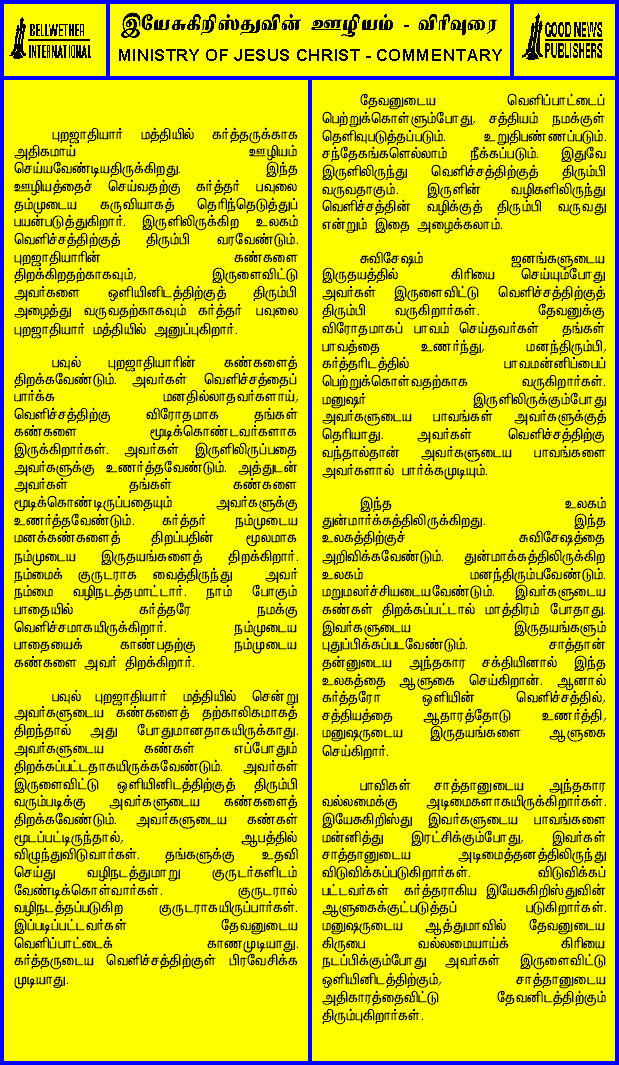 BELLWETHER
INTERNATIONAL
இயேசுகிறிஸ்துவின் ஊழியம் - விரிவுரை
MINISTRY OF JESUS CHRIST - COMMENTARY
GOOD NEWS
PUBLISHERS
புறஜாதியார் மத்தியில் கர்த்தருக்காக
அதிகமாய் ஊழியம்
செய்யவேண்டியதிருக்கிறது. இந்த
ஊழியத்தைச் செய்வதற்கு கர்த்தர் பவுலை
தம்முடைய கருவியாகத் தெரிந்தெடுத்துப்
பயன்படுத்துகிறார். இருளிலிருக்கிற உலகம்
வெளிச்சத்திற்குத் திரும்பி வரவேண்டும்.
புறஜாதியாரின் கண்களை
திறக்கிறதற்காகவும், இருளைவிட்டு
அவர்களை ஒளியினிடத்திற்குத் திரும்பி
அழைத்து வருவதற்காகவும் கர்த்தர் பவுலை
புறஜாதியார் மத்தியில் அனுப்புகிறார்.
பவுல் புறஜாதியாரின் கண்களைத்
திறக்கவேண்டும். அவர்கள் வெளிச்சத்தைப்
பார்க்க மனதில்லாதவர்களாய்,
வெளிச்சத்திற்கு விரோதமாக தங்கள்
கண்களை மூடிக்கொண்டவர்களாக
இருக்கிறார்கள். அவர்கள் இருளிலிருப்பதை
அவர்களுக்கு உணர்த்தவேண்டும். அத்துடன்
அவர்கள் தங்கள் கண்களை
மூடிக்கொண்டிருப்பதையும் அவர்களுக்கு
உணர்த்தவேண்டும். கர்த்தர் நம்முடைய
மனக்கண்களைத் திறப்பதின் மூலமாக
நம்முடைய இருதயங்களைத் திறக்கிறார்.
நம்மைக் குருடராக வைத்திருந்து அவர்
நம்மை வழிநடத்தமாட்டார். நாம் போகும்
பாதையில் கர்த்தரே நமக்கு
வெளிச்சமாகயிருக்கிறார். நம்முடைய
பாதையைக் காண்பதற்கு நம்முடைய
கண்களை அவர் திறக்கிறார்.
பவுல் புறஜாதியார் மத்தியில் சென்று
அவர்களுடைய கண்களைத் தற்காலிகமாகத்
திறந்தால் அது போதுமானதாகயிருக்காது.
அவர்களுடைய கண்கள் எப்போதும்
திறக்கப்பட்டதாகயிருக்கவேண்டும். அவர்கள்
இருளைவிட்டு ஒளியினிடத்திற்குத் திரும்பி
வரும்படிக்கு அவர்களுடைய கண்களைத்
திறக்கவேண்டும். அவர்களுடைய கண்கள்
மூடப்பட்டிருந்தால், ஆபத்தில்
விழுந்துவிடுவார்கள். தங்களுக்கு உதவி
செய்து வழிநடத்துமாறு குருடர்களிடம்
வேண்டிக்கொள்வார்கள். குருடரால்
வழிநடத்தப்படுகிற குருடராகயிருப்பார்கள்.
இப்படிப்பட்டவர்கள் தேவனுடைய
வெளிப்பாட்டைக் காணமுடியாது.
கர்த்தருடைய வெளிச்சத்திற்குள் பிரவேசிக்க
முடியாது.
தேவனுடைய வெளிப்பாட்டைப்
பெற்றுக்கொள்ளும்போது, சத்தியம் நமக்குள்
தெளிவுபடுத்தப்படும். உறுதிபண்ணப்படும்.
சந்தேகங்களெல்லாம் நீக்கப்படும். இதுவே
இருளிலிருந்து வெளிச்சத்திற்குத் திரும்பி
வருவதாகும். இருளின் வழிகளிலிருந்து
வெளிச்சத்தின் வழிக்குத் திரும்பி வருவது
என்றும் இதை அழைக்கலாம்.
சுவிசேஷம் ஜனங்களுடைய
இருதயத்தில் கிரியை செய்யும்போது
அவர்கள் இருளைவிட்டு வெளிச்சத்திற்குத்
திரும்பி வருகிறார்கள். தேவனுக்கு
விரோதமாகப் பாவம் செய்தவர்கள் தங்கள்
பாவத்தை உணர்ந்து, மனந்திரும்பி,
கர்த்தரிடத்தில் பாவமன்னிப்பைப்
பெற்றுக்கொள்வதற்காக வருகிறார்கள்.
மனுஷர் இருளிலிருக்கும்போது
அவர்களுடைய பாவங்கள் அவர்களுக்குத்
தெரியாது. அவர்கள் வெளிச்சத்திற்கு
வந்தால்தான் அவர்களுடைய பாவங்களை
அவர்களால் பார்க்கமுடியும்.
இந்த உலகம்
துன்மார்க்கத்திலிருக்கிறது. இந்த
உலகத்திற்குச் சுவிசேஷத்தை
அறிவிக்கவேண்டும். துன்மாக்கத்திலிருக்கிற
உலகம் மனந்திரும்பவேண்டும்.
மறுமலர்ச்சியடையவேண்டும். இவர்களுடைய
கண்கள் திறக்கப்பட்டால் மாத்திரம் போதாது.
இவர்களுடைய இருதயங்களும்
புதுப்பிக்கப்படவேண்டும். சாத்தான்
தன்னுடைய அந்தகார சக்தியினால் இந்த
உலகத்தை ஆளுகை செய்கிறான். ஆனால்
கர்த்தரோ ஒளியின் வெளிச்சத்தில்,
சத்தியத்தை ஆதாரத்தோடு உணர்த்தி,
மனுஷருடைய இருதயங்களை ஆளுகை
செய்கிறார்.
பாவிகள் சாத்தானுடைய அந்தகார
வல்லமைக்கு அடிமைகளாகயிருக்கிறார்கள்.
இயேசுகிறிஸ்து இவர்களுடைய பாவங்களை
மன்னித்து இரட்சிக்கும்போது, இவர்கள்
சாத்தானுடைய அடிமைத்தனத்திலிருந்து
விடுவிக்கப்படுகிறார்கள். விடுவிக்கப்
பட்டவர்கள் கர்த்தராகிய இயேசுகிறிஸ்துவின்
ஆளுகைக்குட்படுத்தப் படுகிறார்கள்.
மனுஷருடைய ஆத்துமாவில் தேவனுடைய
கிருபை வல்லமையாய்க் கிரியை
நடப்பிக்கும்போது அவர்கள் இருளைவிட்டு
ஒளியினிடத்திற்கும், சாத்தானுடைய
அதிகாரத்தைவிட்டு தேவனிடத்திற்கும்
திரும்புகிறார்கள்.